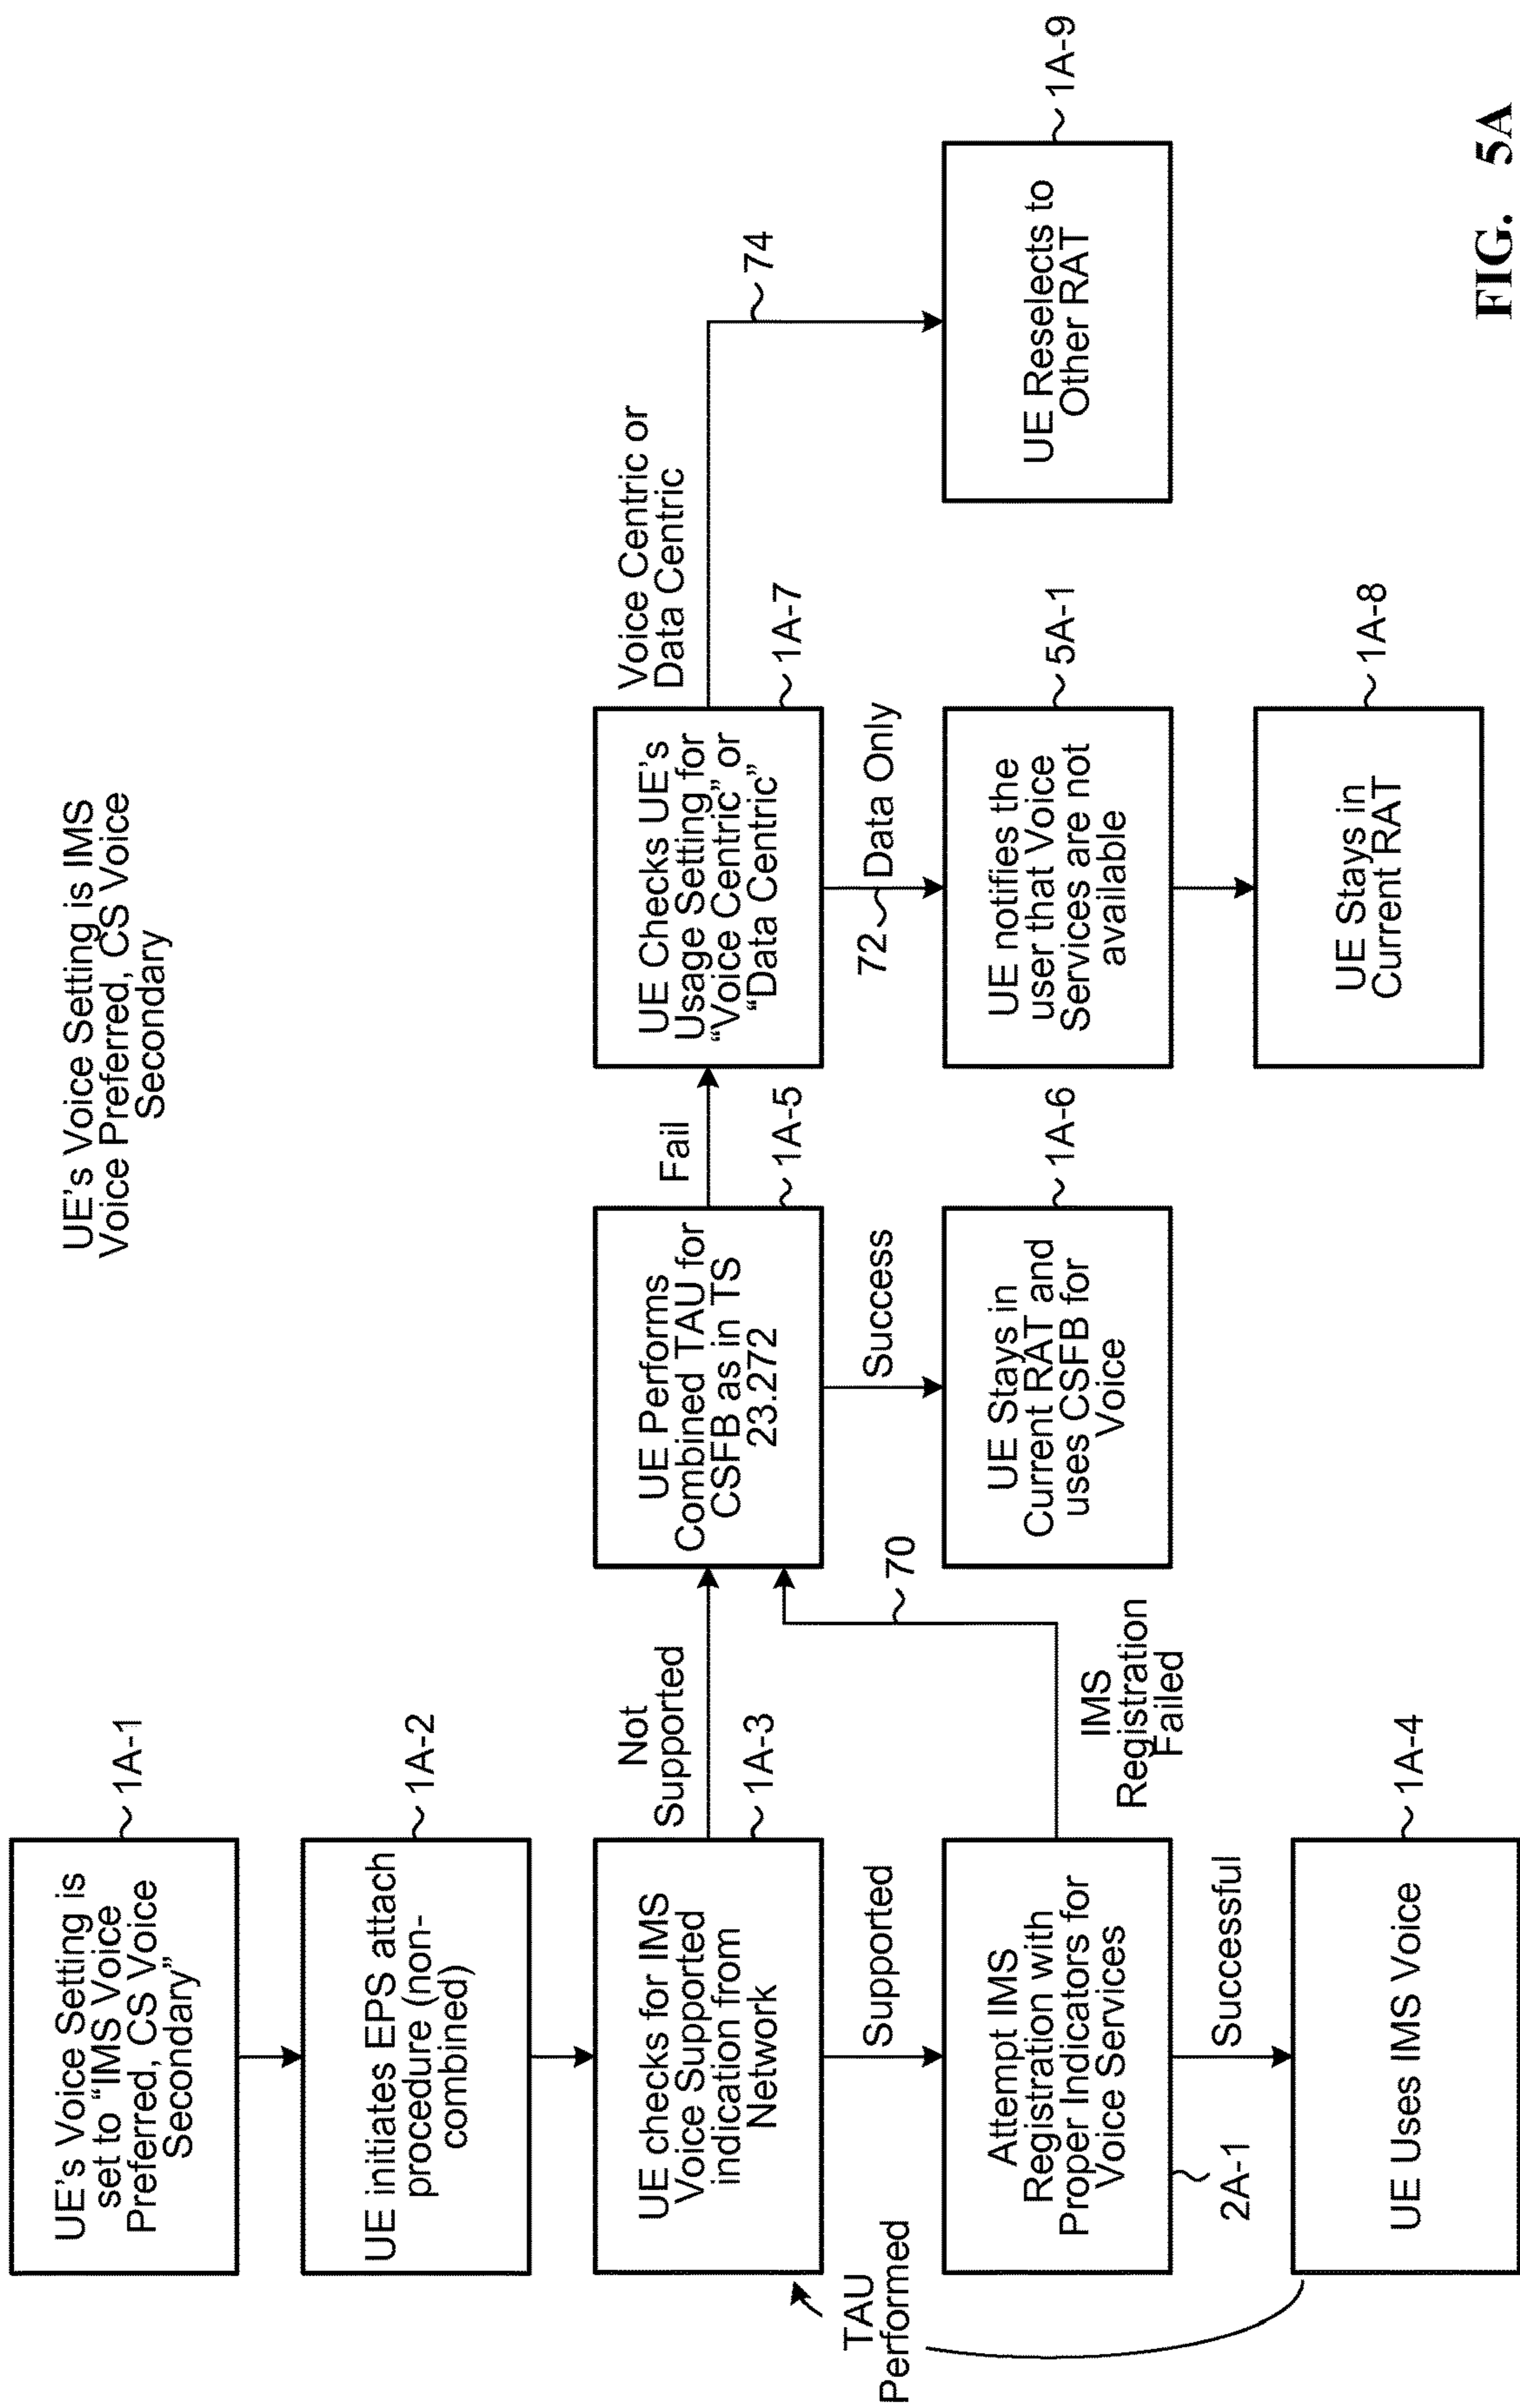 UE's Voice Setting is IMS
Voice Preferred, CS Voice
Secondary
UE's Voice Setting is
set to “IMS Voice
Preferred, CS Voice
Secondary”
1A-1
UE initiates EPS attach
procedure (non-
combined)
1A-2
UE checks for IMS
Voice Supported
indication from
Network
1A-3
Not
Supported
Supported
UE Performs
Combined TAU for
CSFB as in TS
23.272
1A-5
Fail
Success
UE Checks UE's
Usage Setting for
“Voice Centric” or
“Data Centric”
1A-7
Voice Centric or
Data Centric
74
72
Data Only
TAU
Performed
Attempt IMS
Registration with
Proper Indicators for
Voice Services
2A-1
IMS
Registration
Failed
70
Successful
UE Stays in
Current RAT and
uses CSFB for
Voice
1A-6
UE notifies the
user that Voice
Services are not
available
5A-1
UE Reselects to
Other RAT
1A-9
UE Uses IMS Voice
1A-4
UE Stays in
Current RAT
1A-8
FIG. 5A